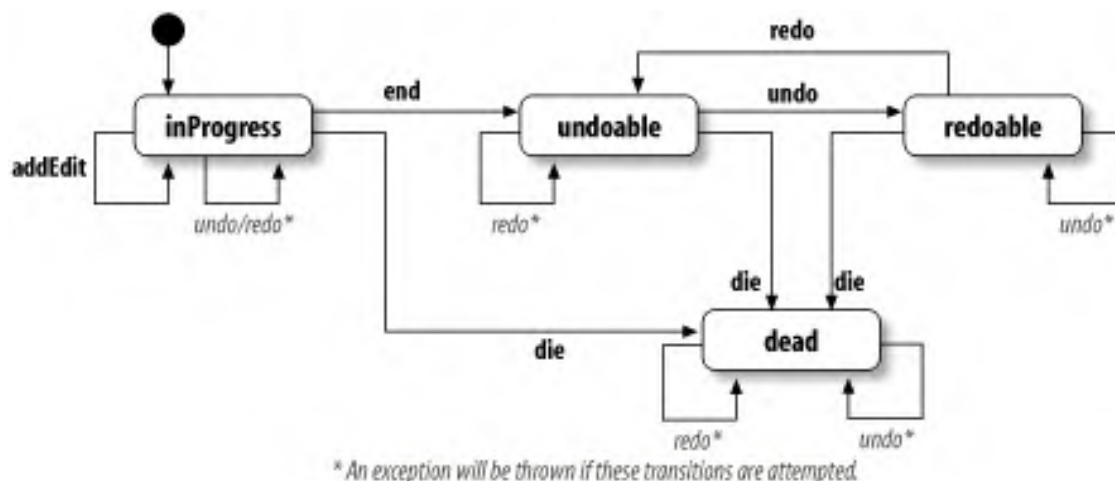 redo
end
undo
inProgress
undoable
redoable
addEdit
undo/redo*
redo*
undo*
die
die
die
dead
redo*
undo*
* An exception will be thrown if these transitions are attempted.